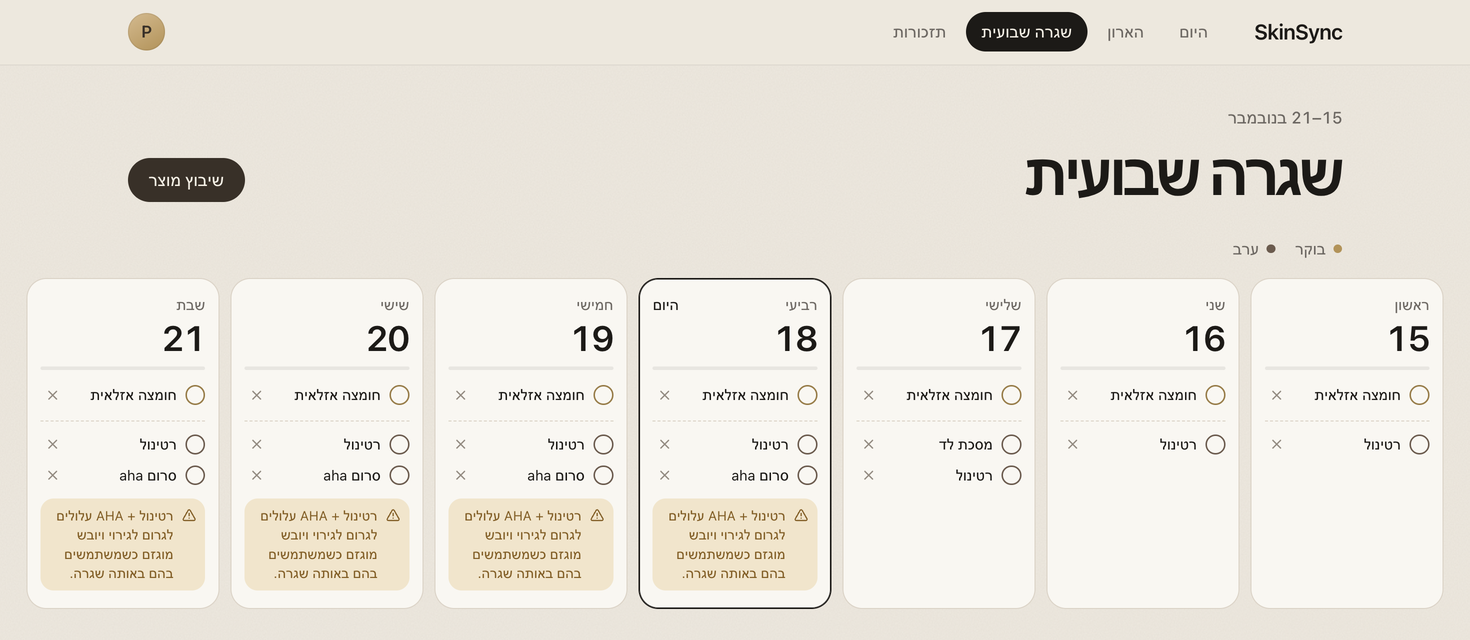 SkinSync
היום
הארון
שגרה שבועית
תזכורות
P
15–21 בנובמבר
שגרה שבועית
שיבוץ מוצר
בוקר
ערב
ראשון
15
חומצה אזלאית
רטינול
שני
16
חומצה אזלאית
רטינול
שלישי
17
חומצה אזלאית
מסכת לד
רטינול
רביעי
היום
18
חומצה אזלאית
רטינול
סרום aha
רטינול + AHA עלולים
לגרום לגירוי ויובש
מוגזם כשמשתמשים
בהם באותה שגרה.
חמישי
19
חומצה אזלאית
רטינול
סרום aha
רטינול + AHA עלולים
לגרום לגירוי ויובש
מוגזם כשמשתמשים
בהם באותה שגרה.
שישי
20
חומצה אזלאית
רטינול
סרום aha
רטינול + AHA עלולים
לגרום לגירוי ויובש
מוגזם כשמשתמשים
בהם באותה שגרה.
שבת
21
חומצה אזלאית
רטינול
סרום aha
רטינול + AHA עלולים
לגרום לגירוי ויובש
מוגזם כשמשתמשים
בהם באותה שגרה.